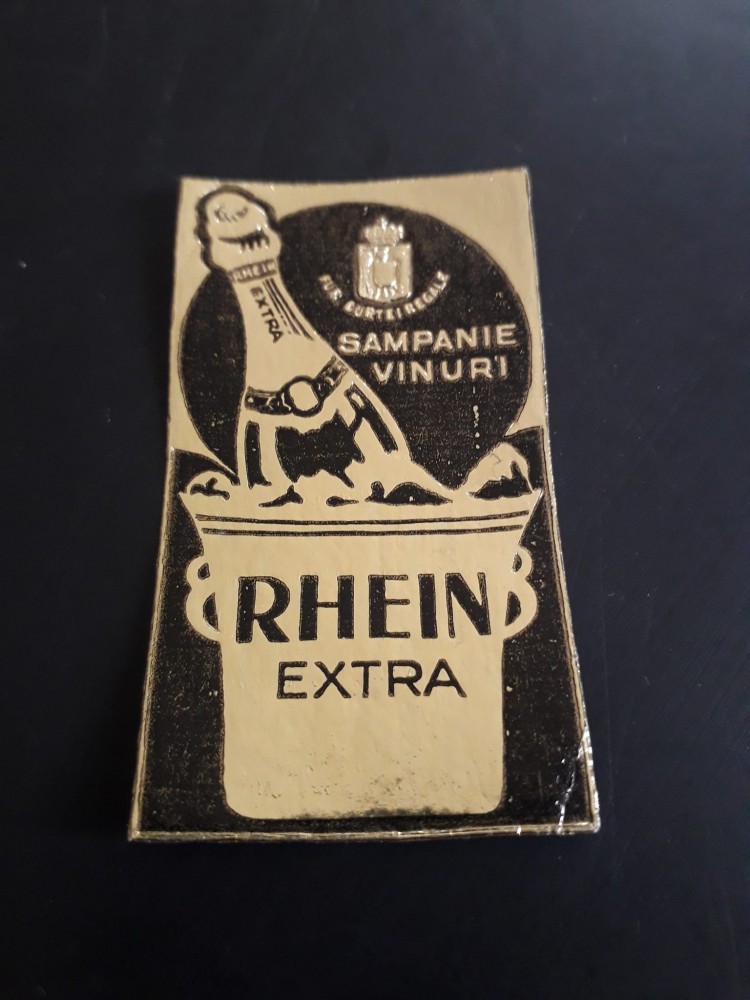 RHEIN
EXTRA
FUR. CURTEI REGALE
SAMPANIE
VINURI
RHEIN
EXTRA